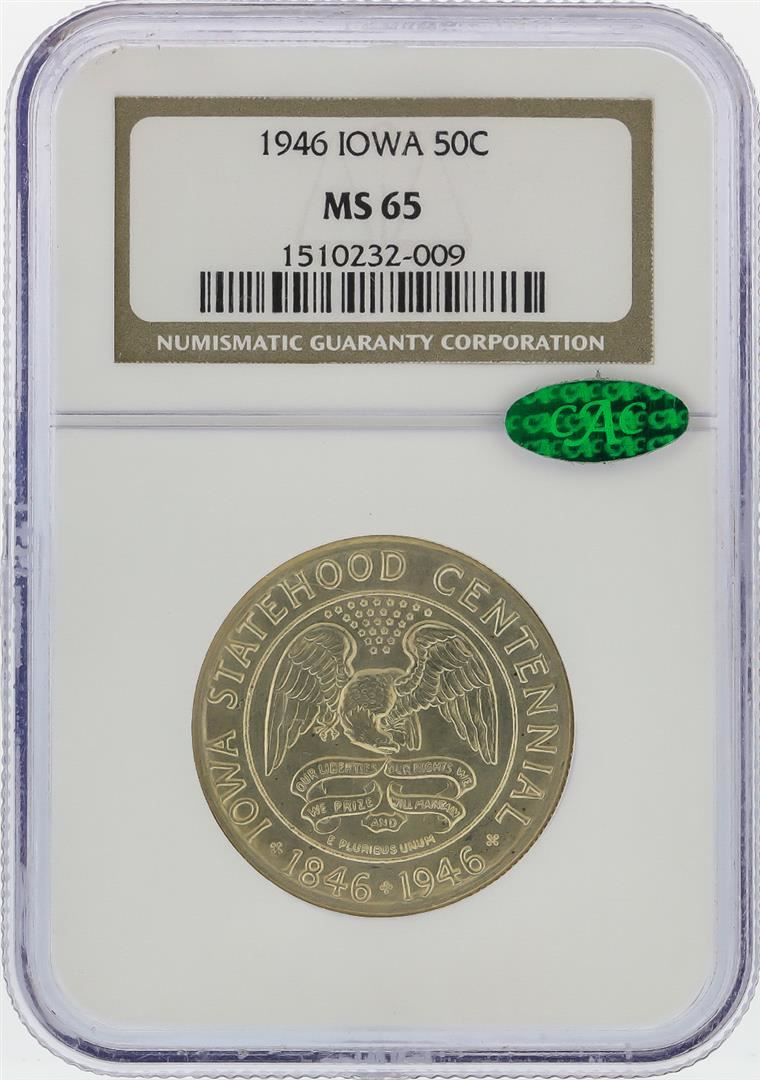 1946 IOWA 50C
MS 65
1510232-009
NUMISMATIC GUARANTY CORPORATION
CAC
IOWA STATEHOOD CENTENNIAL
OUR LIBERTIES OUR RIGHTS WE
WE PRIZE WILL MAINTAIN
AND
E PLURIBUS UNUM
1846 1946